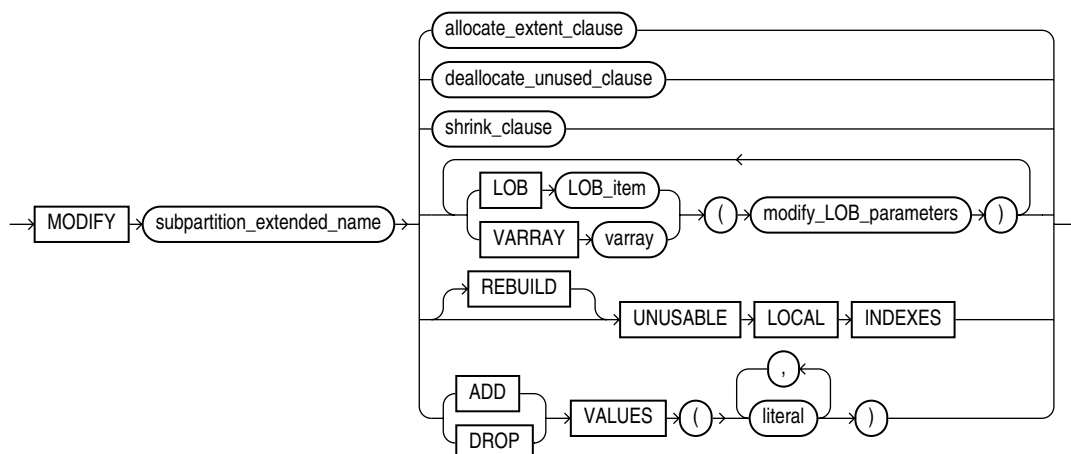 allocate_extent_clause
deallocate_unused_clause
shrink_clause
LOB LOB_item
MODIFY subpartition_extended_name ( modify_LOB_parameters )
VARRAY varray
REBUILD
UNUSABLE LOCAL INDEXES
,
ADD
VALUES ( literal )
DROP